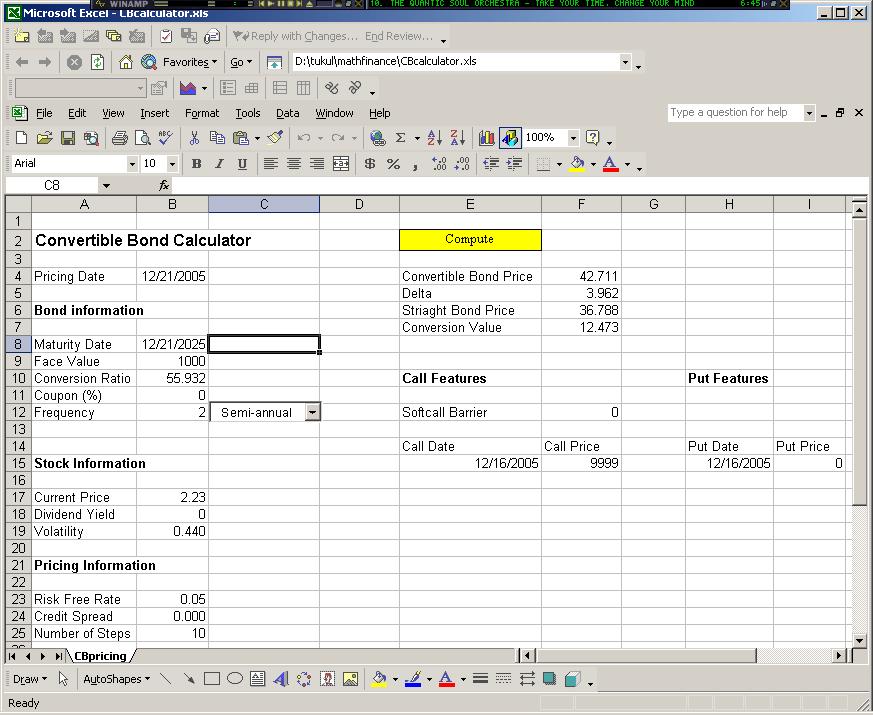 WINAMP 10. THE QUANTIC SOUL ORCHESTRA - TAKE YOUR TIME, CHANGE YOUR MIND 6:45
Microsoft Excel - CBcalculator.xls
Reply with Changes... End Review...
Favorites Go D:\tukul\mathfinance\CBcalculator.xls
File Edit View Insert Format Tools Data Window Help Type a question for help
100%
Arial 10 B I U $ % ,
C8 fx
A B C D E F G H I
1
2 Convertible Bond Calculator Compute
3
4 Pricing Date 12/21/2005 Convertible Bond Price 42.711
5 Delta 3.962
6 Bond information Striaght Bond Price 36.788
7 Conversion Value 12.473
8 Maturity Date 12/21/2025
9 Face Value 1000
10 Conversion Ratio 55.932 Call Features Put Features
11 Coupon (%) 0
12 Frequency 2 Semi-annual Softcall Barrier 0
13
14 Call Date Call Price Put Date Put Price
15 Stock Information 12/16/2005 9999 12/16/2005 0
16
17 Current Price 2.23
18 Dividend Yield 0
19 Volatility 0.440
20
21 Pricing Information
22
23 Risk Free Rate 0.05
24 Credit Spread 0.000
25 Number of Steps 10
CBpricing
Draw AutoShapes
Ready